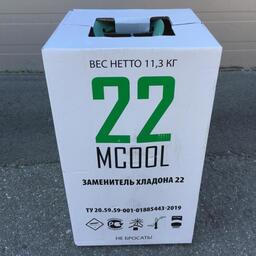 ВЕС НЕТТО 11,3 КГ
22
MCOOL
ЗАМЕНИТЕЛЬ ХЛАДОНА 22
ТУ 20.59.59-001-01885443-2019
НЕ БРОСАТЬ!